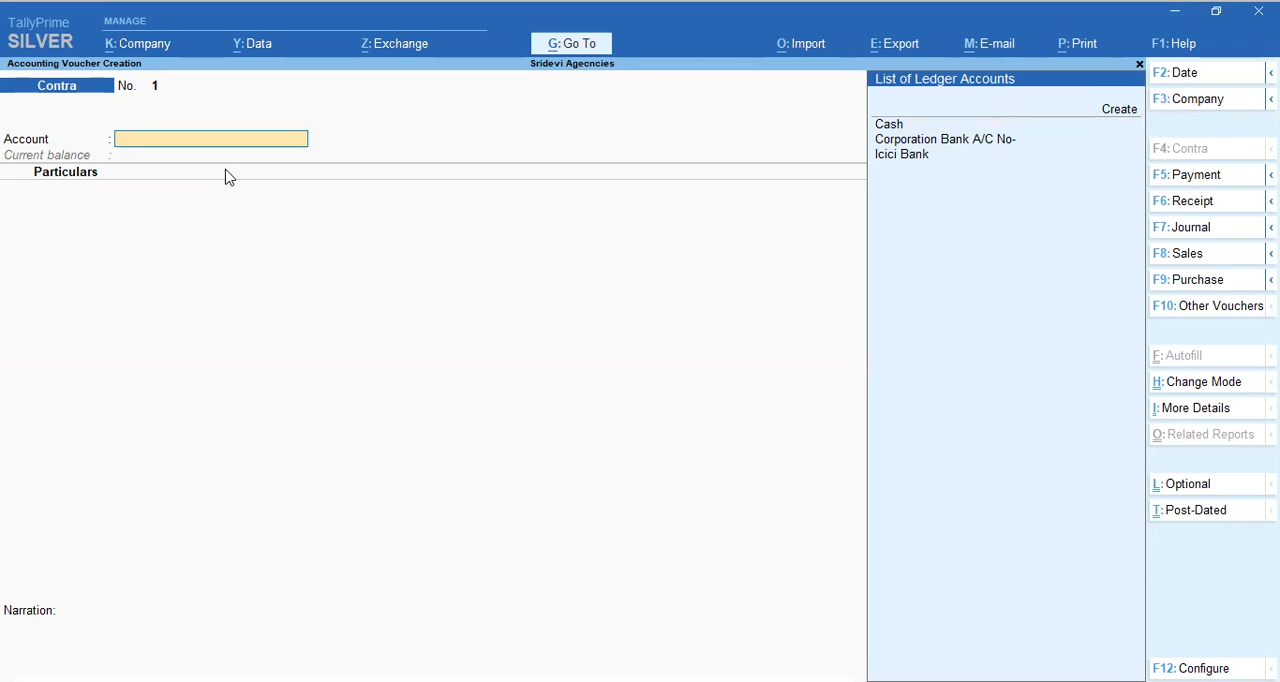 TallyPrime
SILVER
MANAGE
K: Company
Y: Data
Z: Exchange
G: Go To
O: Import
E: Export
M: E-mail
P: Print
F1: Help
Accounting Voucher Creation
Sridevi Agecncies
Contra
No. 1
Account :
Current balance :
Particulars
Narration:
List of Ledger Accounts
Create
Cash
Corporation Bank A/C No-
Icici Bank
F2: Date
F3: Company
F4: Contra
F5: Payment
F6: Receipt
F7: Journal
F8: Sales
F9: Purchase
F10: Other Vouchers
F: Autofill
H: Change Mode
I: More Details
O: Related Reports
L: Optional
T: Post-Dated
F12: Configure